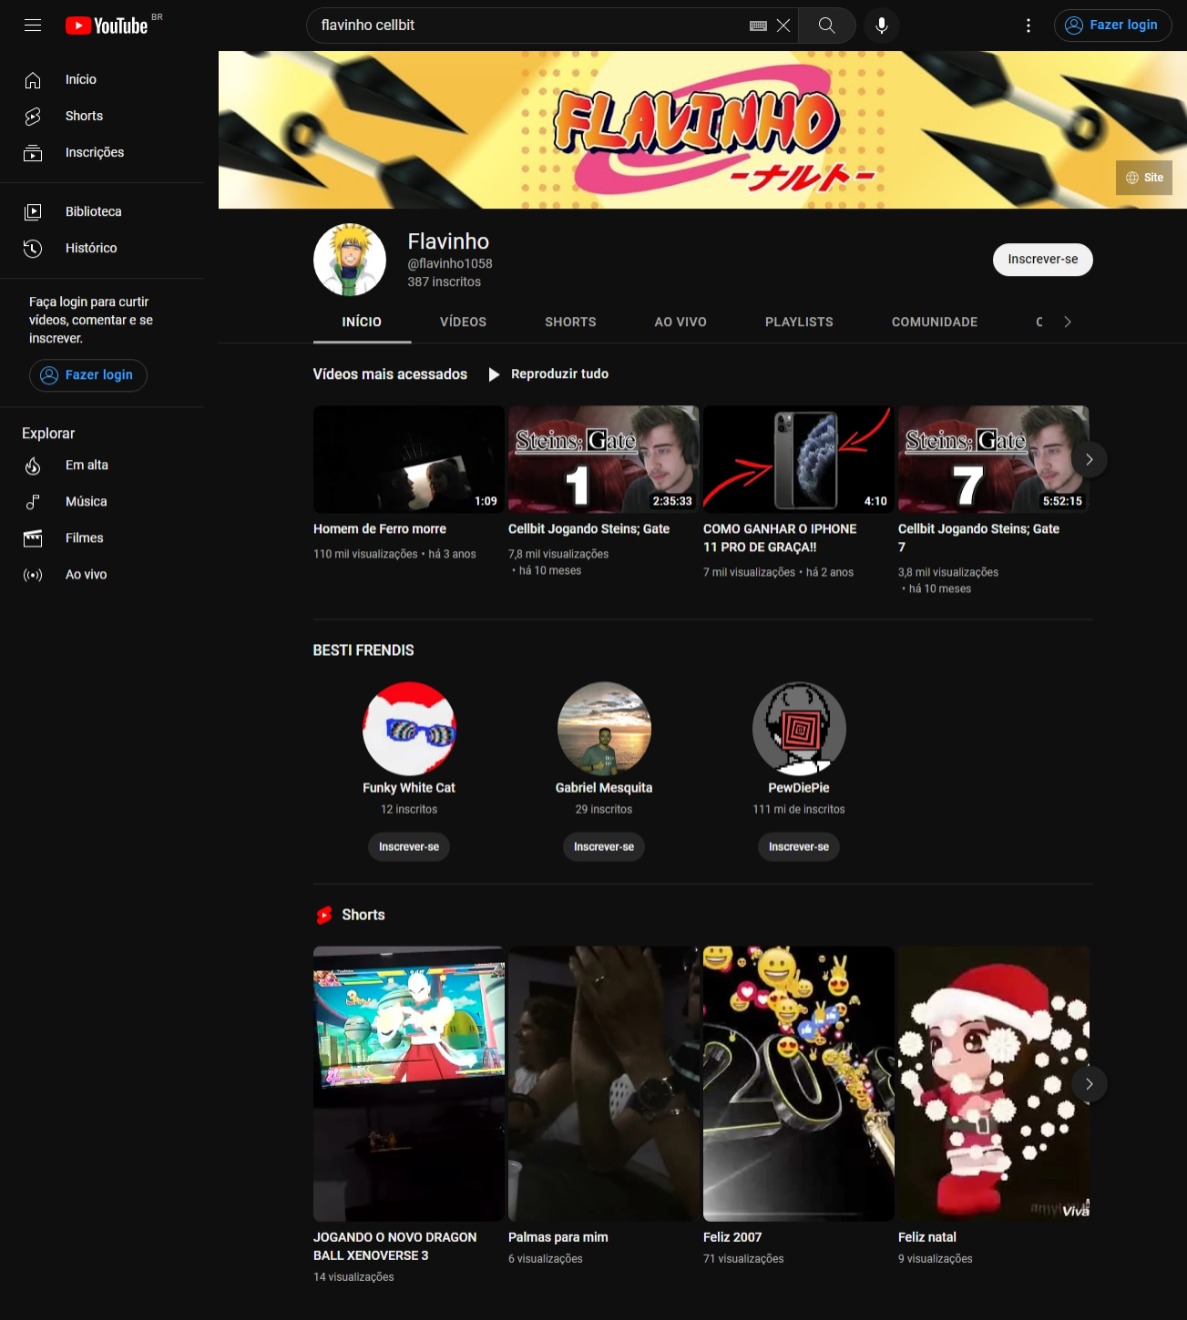 YouTube BR
flavinho cellbit
Fazer login
Início
Shorts
Inscrições
Biblioteca
Histórico
Faça login para curtir
vídeos, comentar e se
inscrever.
Fazer login
Explorar
Em alta
Música
Filmes
Ao vivo
FLAVINHO
-ナルト-
Site
Flavinho
@flavinho1058
387 inscritos
Inscrever-se
INÍCIO VÍDEOS SHORTS AO VIVO PLAYLISTS COMUNIDADE
Vídeos mais acessados Reproduzir tudo
1:09
Homem de Ferro morre
110 mil visualizações • há 3 anos
Steins; Gate
1
2:35:33
Cellbit Jogando Steins; Gate
7,8 mil visualizações
• há 10 meses
4:10
COMO GANHAR O IPHONE
11 PRO DE GRAÇA!!
7 mil visualizações • há 2 anos
Steins; Gate
7
5:52:15
Cellbit Jogando Steins; Gate
7
3,8 mil visualizações
• há 10 meses
BESTI FRENDIS
Funky White Cat
12 inscritos
Inscrever-se
Gabriel Mesquita
29 inscritos
Inscrever-se
PewDiePie
111 mi de inscritos
Inscrever-se
Shorts
JOGANDO O NOVO DRAGON
BALL XENOVERSE 3
14 visualizações
Palmas para mim
6 visualizações
20
Feliz 2007
71 visualizações
Viva
Feliz natal
9 visualizações